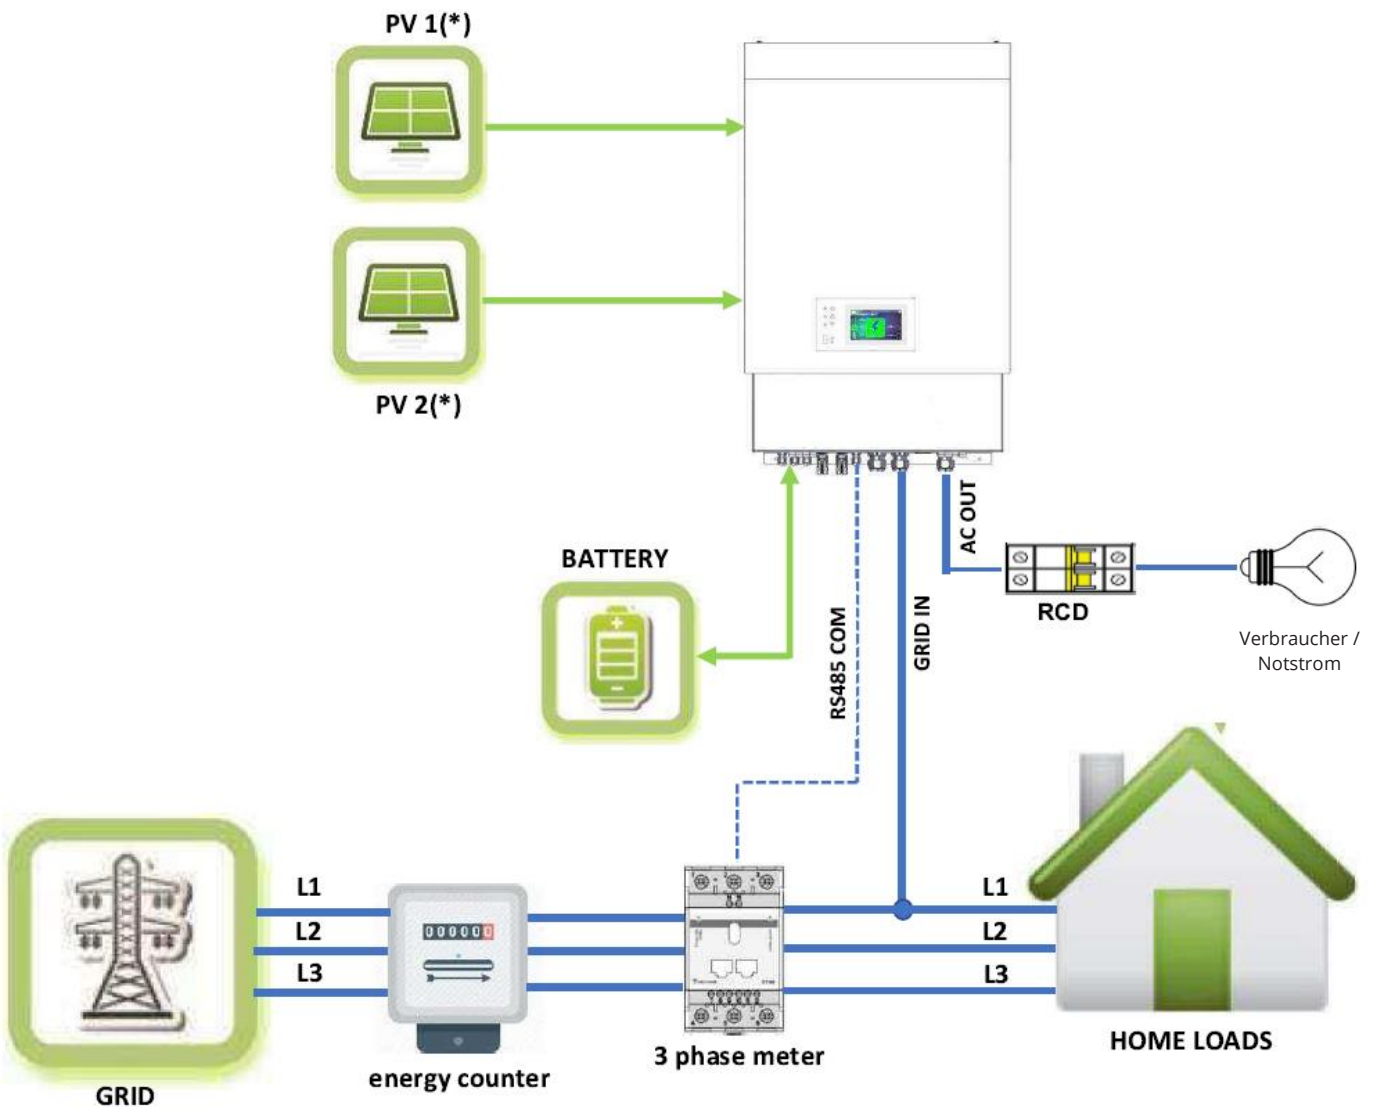 PV 1(*)
PV 2(*)
BATTERY
RS485 COM
GRID IN
AC OUT
RCD
Verbraucher /
Notstrom
L1
L2
L3
L1
L2
L3
000000
GRID
energy counter
3 phase meter
HOME LOADS